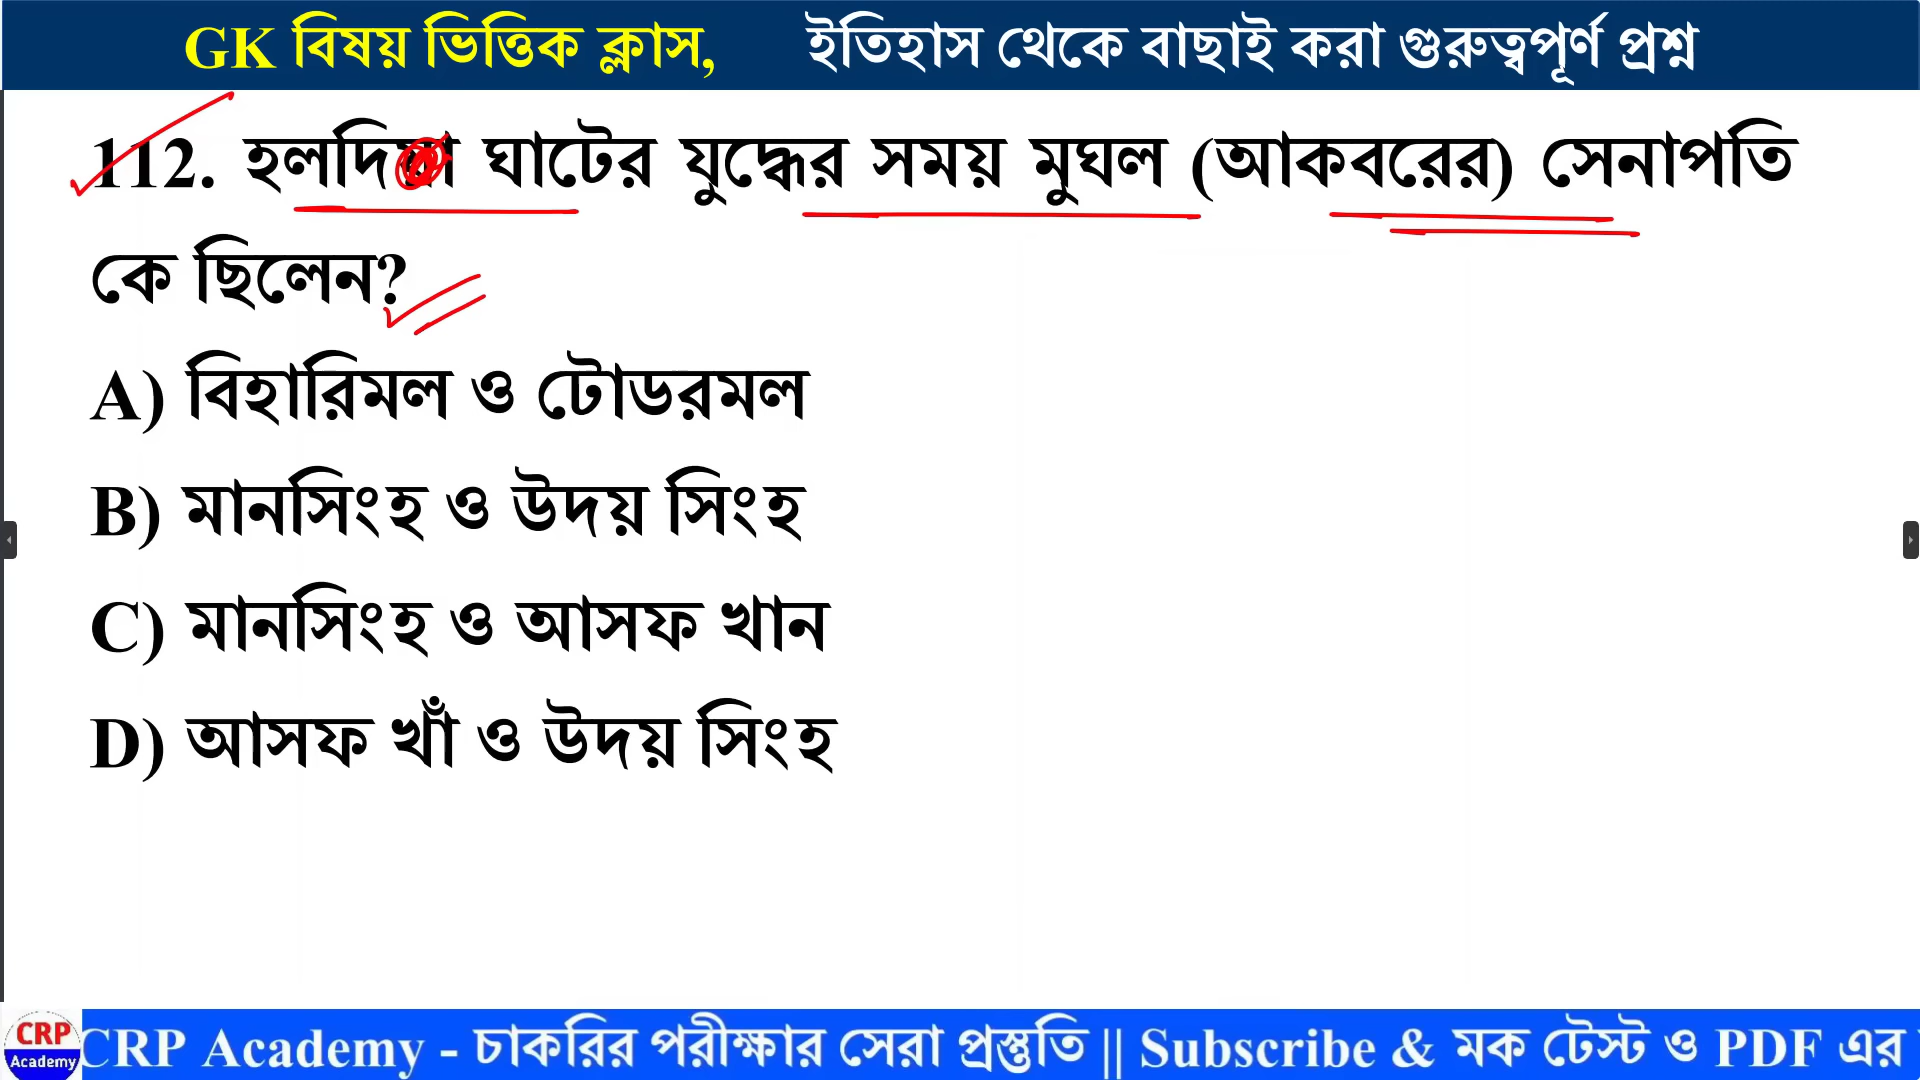 GK বিষয় ভিত্তিক ক্লাস, ইতিহাস থেকে বাছাই করা গুরুত্বপূর্ণ প্রশ্ন
112. ঘাটের যুদ্ধের সময় মুঘল (আকবরের) সেনাপতি
কে ছিলেন?
A) বিহারিমল ও টোডরমল
B) মানসিংহ ও উদয় সিংহ
C) মানসিংহ ও আসফ খান
D) আসফ খাঁ ও উদয় সিংহ
CRP Academy
CRP Academy - চাকরির পরীক্ষার সেরা প্রস্তুতি || Subscribe & মক টেস্ট ও PDF এর